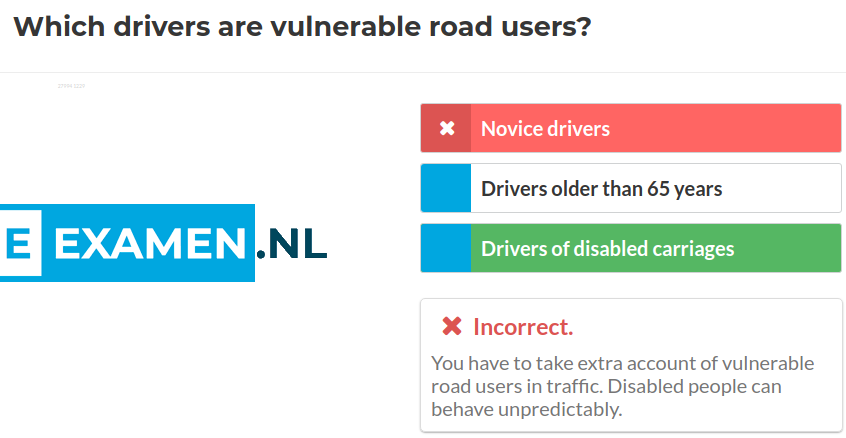 Which drivers are vulnerable road users?
Novice drivers
Drivers older than 65 years
E EXAMEN.NL
Drivers of disabled carriages
Incorrect.
You have to take extra account of vulnerable
road users in traffic. Disabled people can
behave unpredictably.